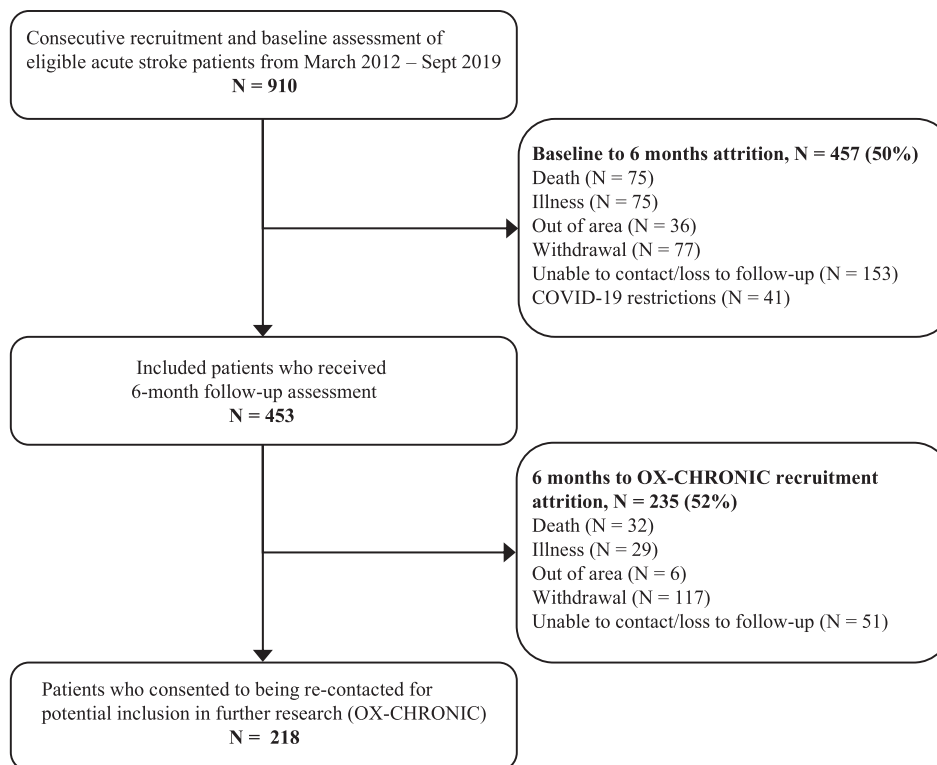 Consecutive recruitment and baseline assessment of
eligible acute stroke patients from March 2012 – Sept 2019
N = 910
Baseline to 6 months attrition, N = 457 (50%)
Death (N = 75)
Illness (N = 75)
Out of area (N = 36)
Withdrawal (N = 77)
Unable to contact/loss to follow-up (N = 153)
COVID-19 restrictions (N = 41)
Included patients who received
6-month follow-up assessment
N = 453
6 months to OX-CHRONIC recruitment
attrition, N = 235 (52%)
Death (N = 32)
Illness (N = 29)
Out of area (N = 6)
Withdrawal (N = 117)
Unable to contact/loss to follow-up (N = 51)
Patients who consented to being re-contacted for
potential inclusion in further research (OX-CHRONIC)
N = 218